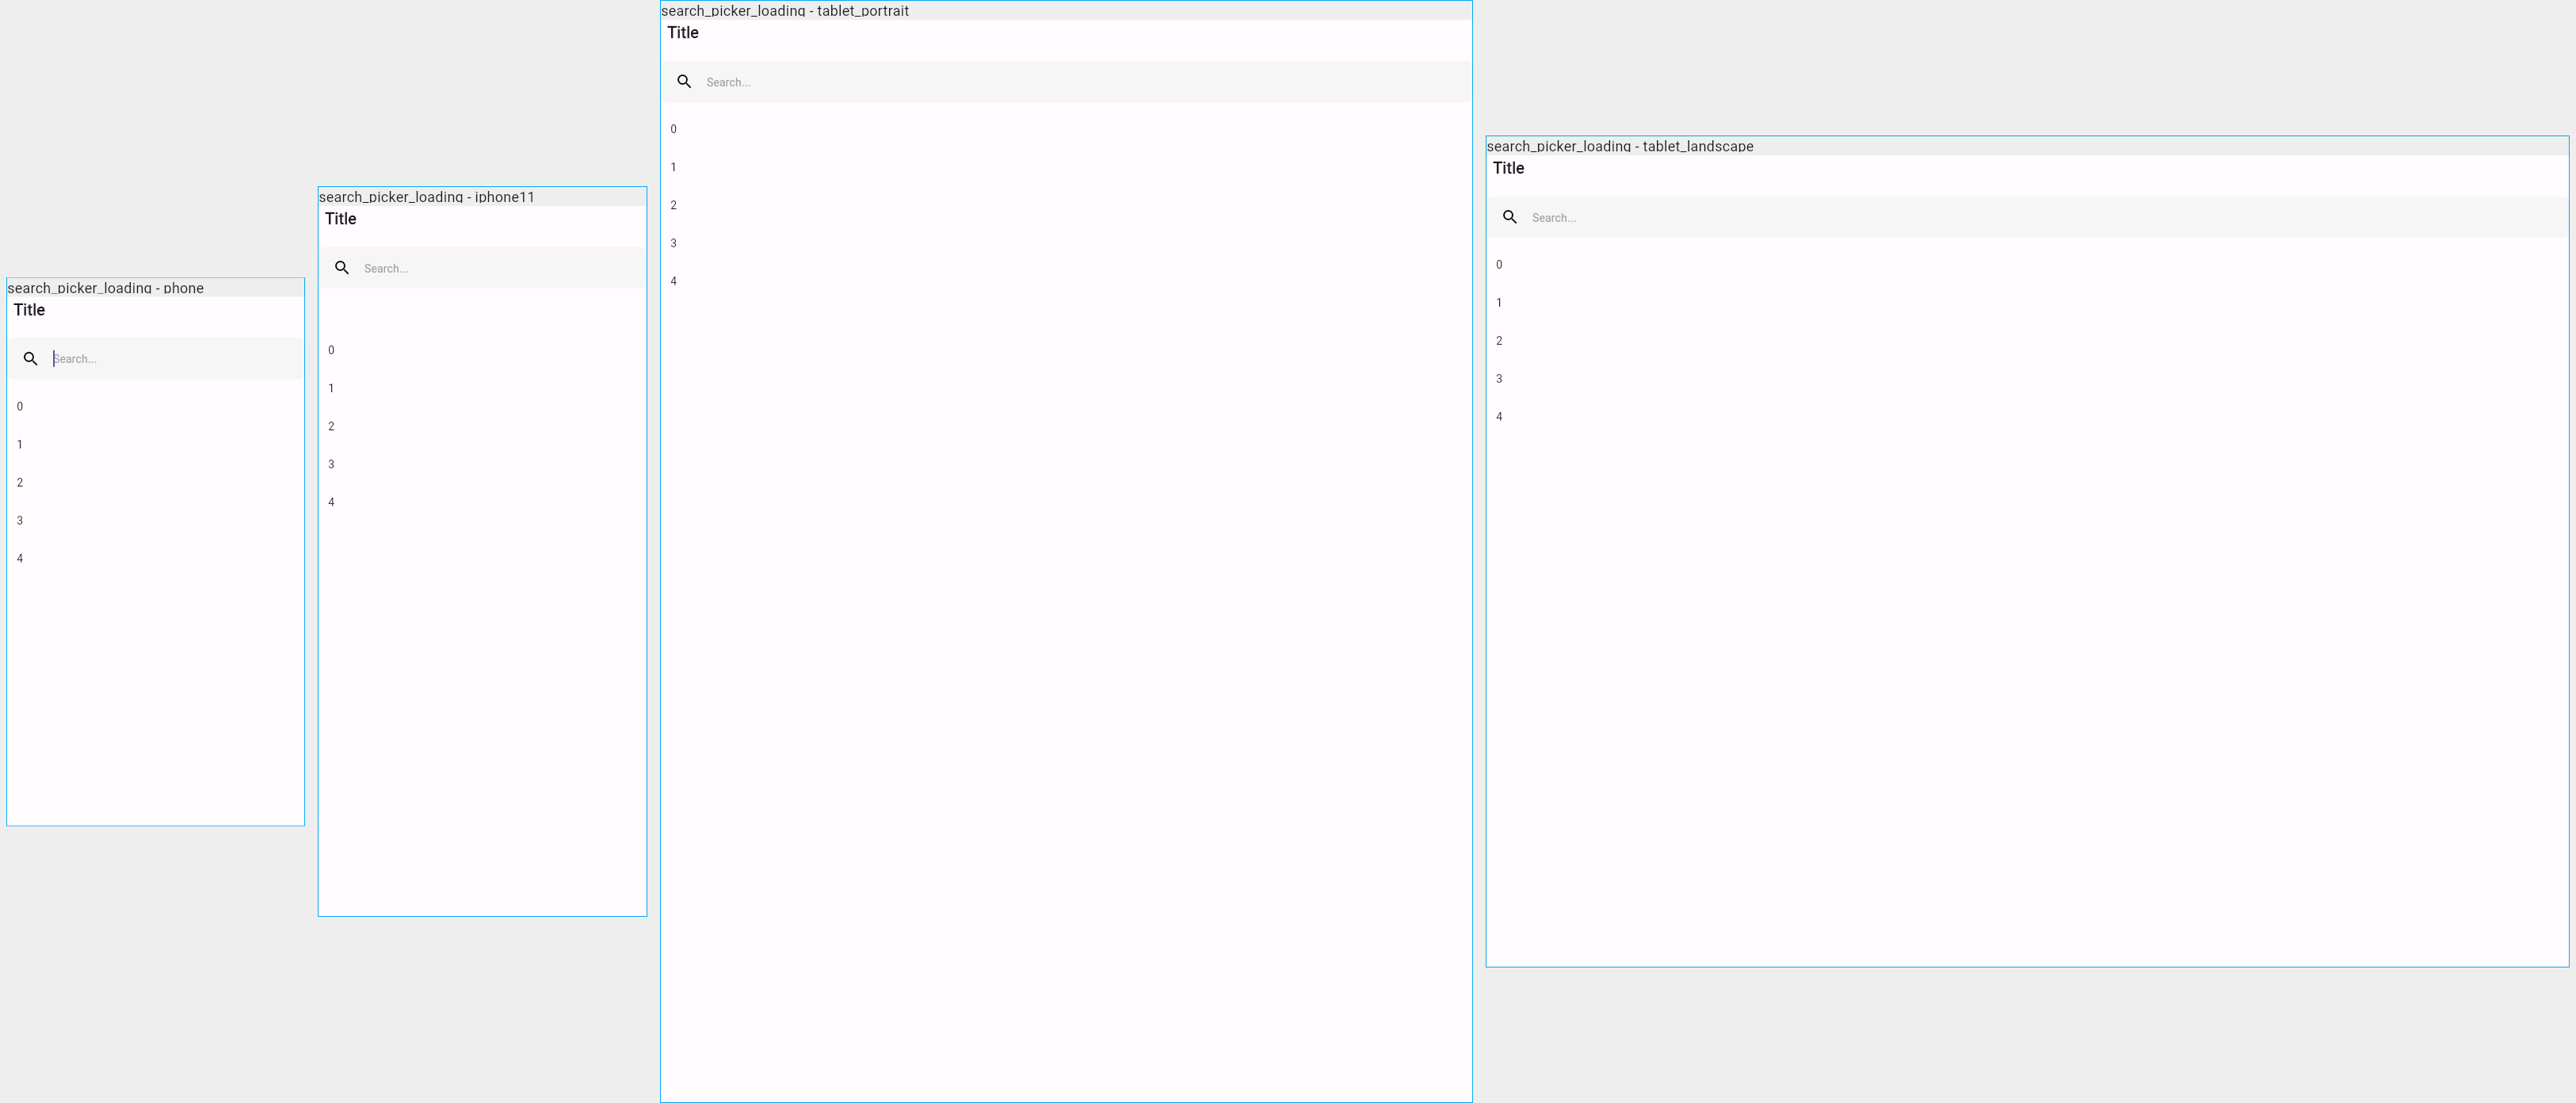 search_picker_loading - phone
Title
Search...
0
1
2
3
4
search_picker_loading - iphone11
Title
Search...
0
1
2
3
4
search_picker_loading - tablet_portrait
Title
Search...
0
1
2
3
4
search_picker_loading - tablet_landscape
Title
Search...
0
1
2
3
4